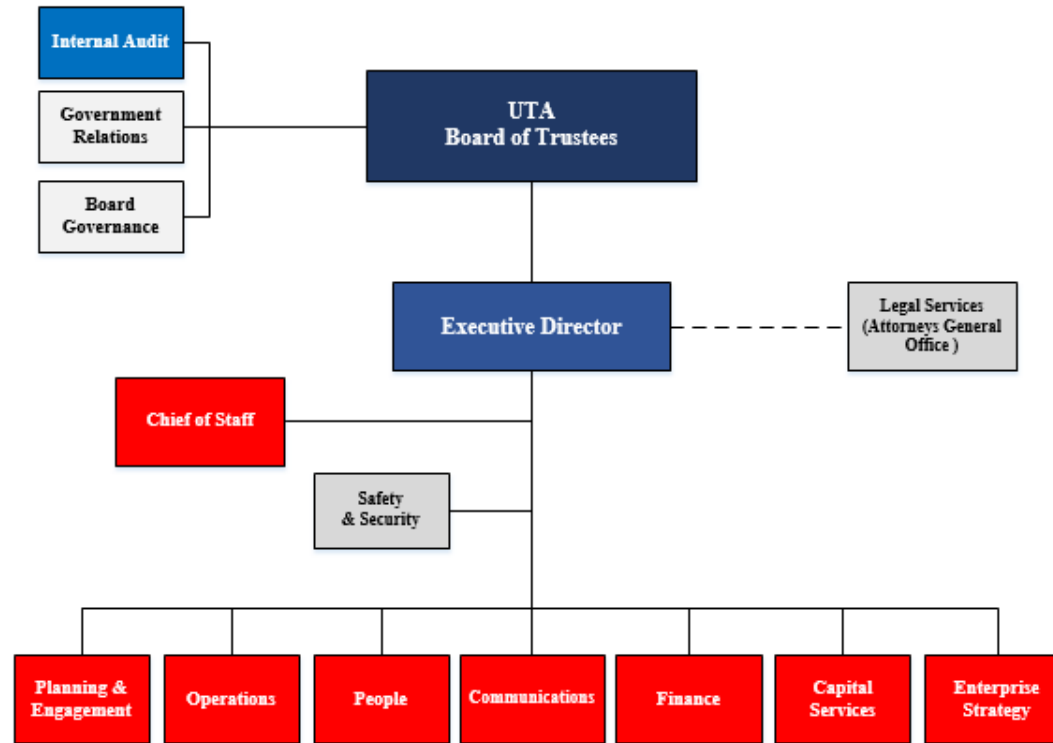 Internal Audit
Government
Relations
Board
Governance
UTA
Board of Trustees
Executive Director
Legal Services
(Attorneys General
Office )
Chief of Staff
Safety
& Security
Planning &
Engagement
Operations
People
Communications
Finance
Capital
Services
Enterprise
Strategy